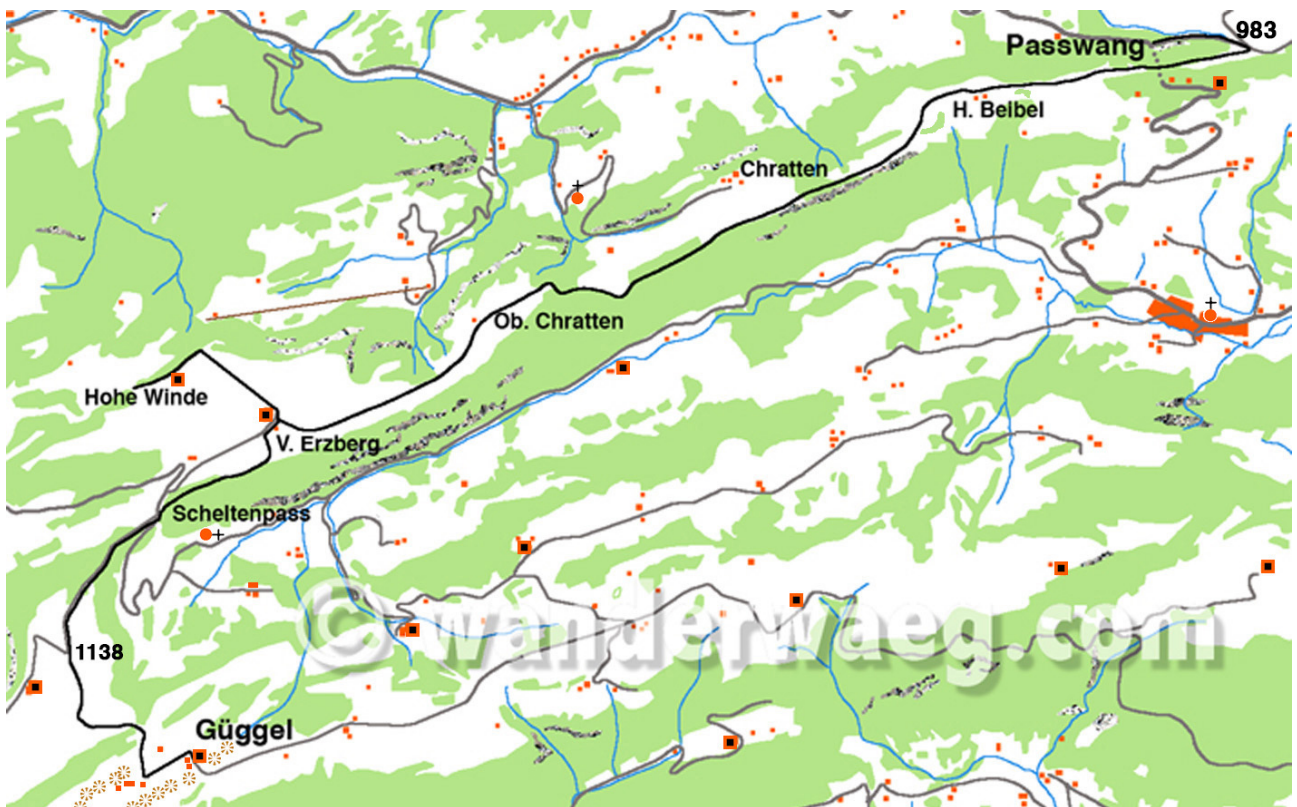 983
Passwang
H. Beibel
Chratten
Ob. Chratten
Hohe Winde
V. Erzberg
Scheltenpass
© wanderwaeg.com
1138
Güggel